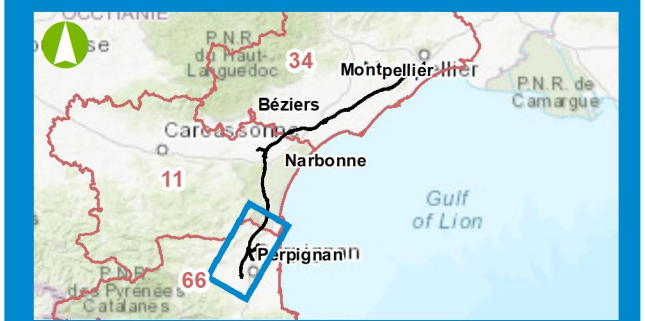 OCCITANIE
P.N.R.
du Haut-
Languedoc
34
Montpellier
P.N.R. de
Camargue
Béziers
Carcassonne
Narbonne
11
Gulf
of Lion
Perpignan
66
P.N.R.
des Pyrénées
Catalanes